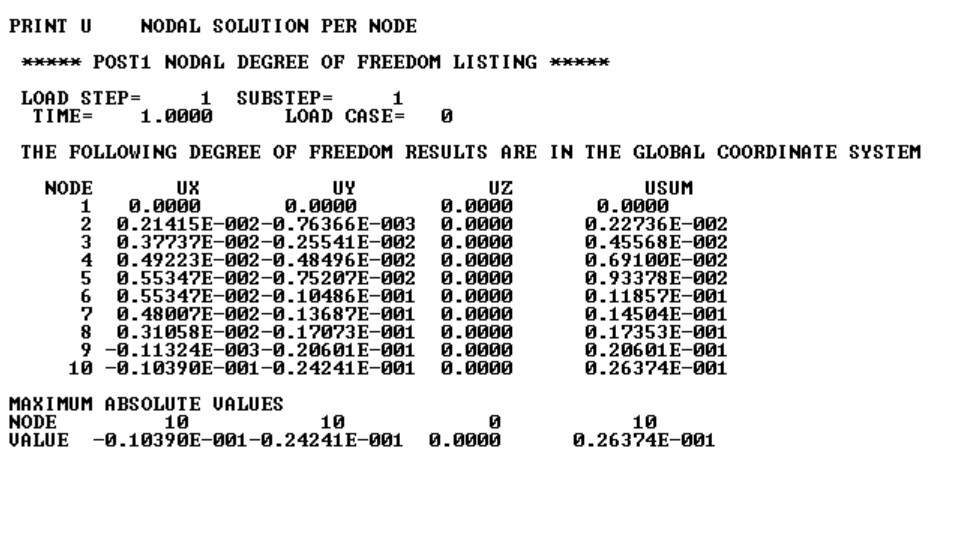 PRINT U NODAL SOLUTION PER NODE
***** POST1 NODAL DEGREE OF FREEDOM LISTING *****
LOAD STEP= 1 SUBSTEP= 1
TIME= 1.0000 LOAD CASE= 0
THE FOLLOWING DEGREE OF FREEDOM RESULTS ARE IN THE GLOBAL COORDINATE SYSTEM
NODE UX UY UZ USUM
1 0.0000 0.0000 0.0000 0.0000
2 0.21415E-002-0.76366E-003 0.0000 0.22736E-002
3 0.37737E-002-0.25541E-002 0.0000 0.45568E-002
4 0.49223E-002-0.48496E-002 0.0000 0.69100E-002
5 0.55347E-002-0.75207E-002 0.0000 0.93378E-002
6 0.55347E-002-0.10486E-001 0.0000 0.11857E-001
7 0.48007E-002-0.13687E-001 0.0000 0.14504E-001
8 0.31058E-002-0.17073E-001 0.0000 0.17353E-001
9 -0.11324E-003-0.20601E-001 0.0000 0.20601E-001
10 -0.10390E-001-0.24241E-001 0.0000 0.26374E-001
MAXIMUM ABSOLUTE VALUES
NODE 10 10 0 10
VALUE -0.10390E-001-0.24241E-001 0.0000 0.26374E-001